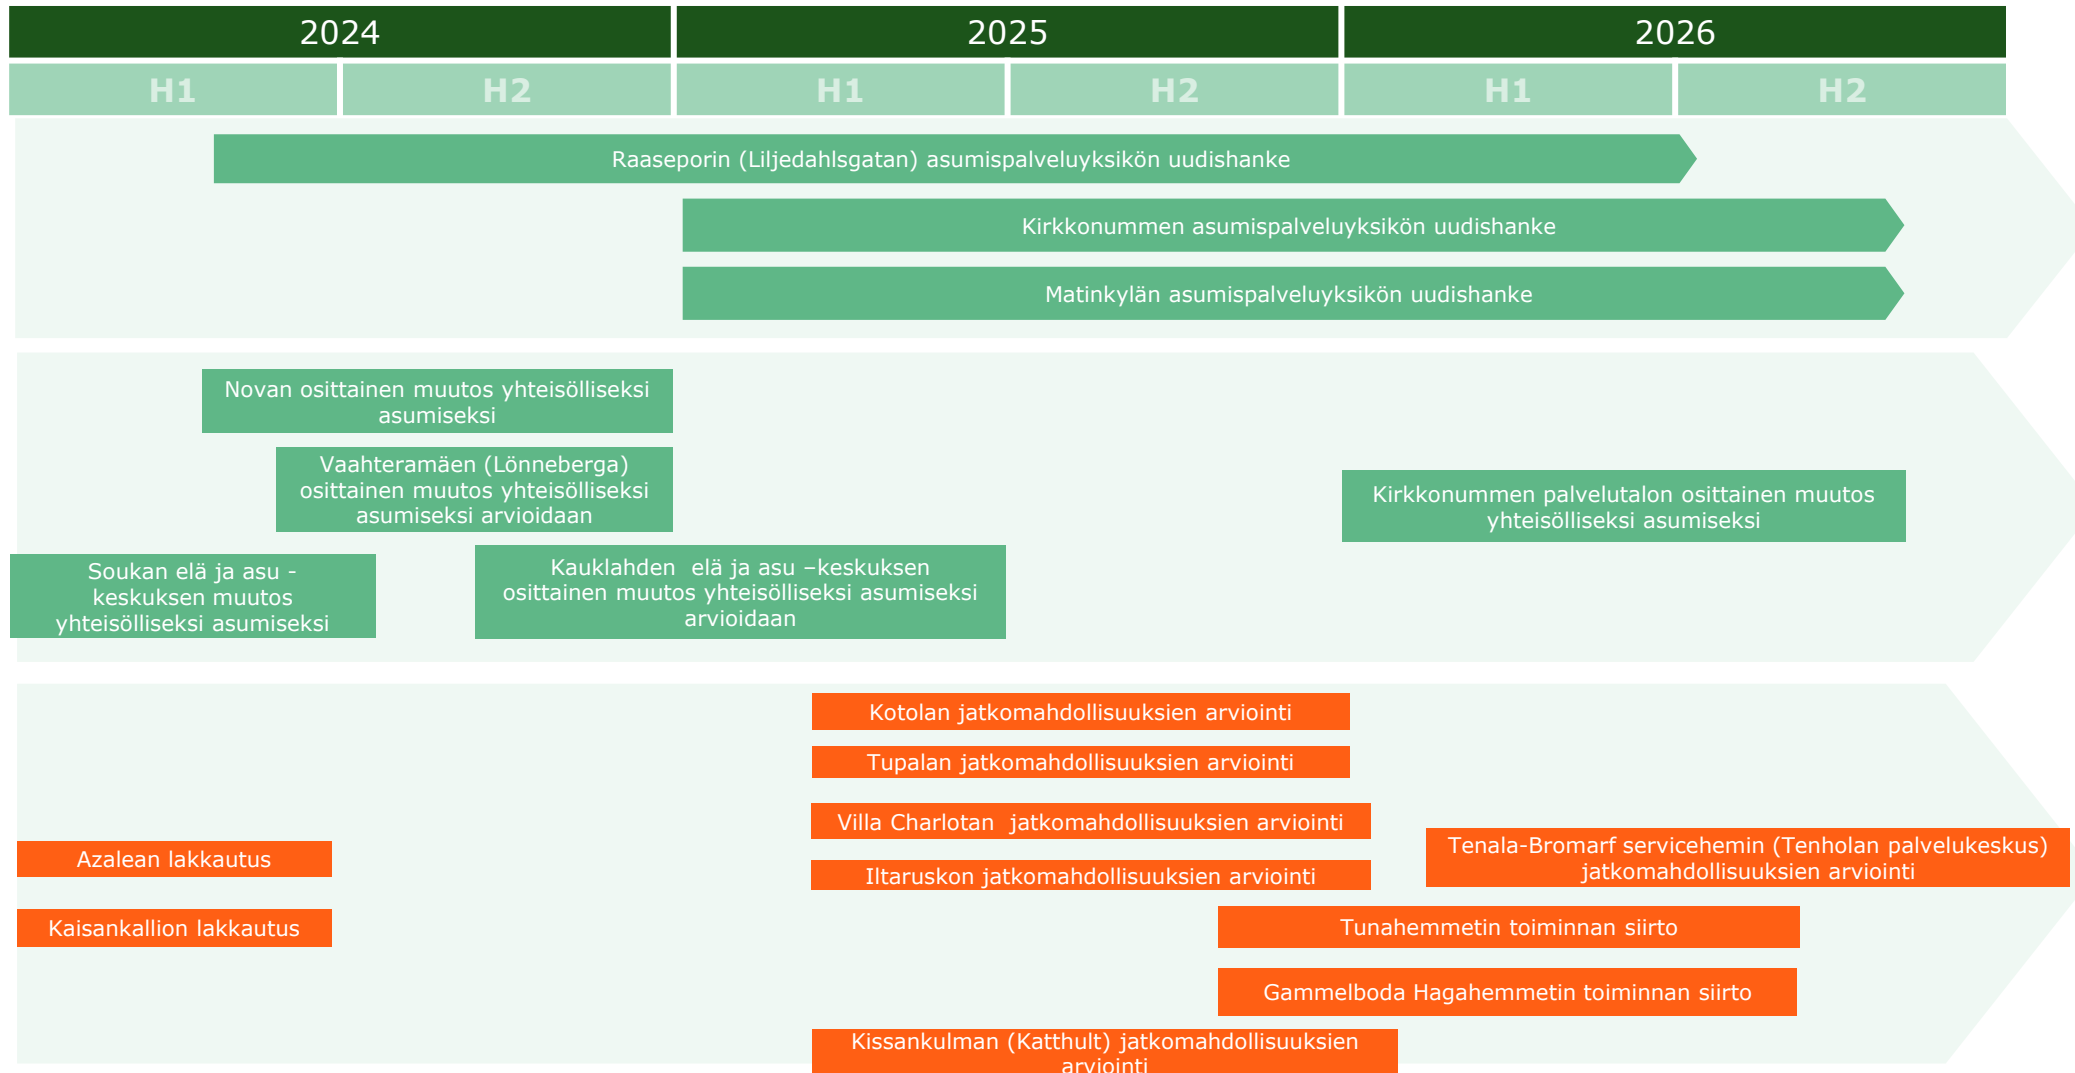 2024
2025
2026
H1
H2
H1
H2
H1
H2
Raaseporin (Liljedahlsgatan) asumispalveluyksikön uudishanke
Kirkkonummen asumispalveluyksikön uudishanke
Matinkylän asumispalveluyksikön uudishanke
Novan osittainen muutos yhteisölliseksi
asumiseksi
Vaahteramäen (Lönneberga)
osittainen muutos yhteisölliseksi
asumiseksi arvioidaan
Kirkkonummen palvelutalon osittainen muutos
yhteisölliseksi asumiseksi
Soukan elä ja asu -
keskuksen muutos
yhteisölliseksi asumiseksi
Kauklahden  elä ja asu –keskuksen
osittainen muutos yhteisölliseksi asumiseksi
arvioidaan
Kotolan jatkomahdollisuuksien arviointi
Tupalan jatkomahdollisuuksien arviointi
Villa Charlotan  jatkomahdollisuuksien arviointi
Iltaruskon jatkomahdollisuuksien arviointi
Tenala-Bromarf servicehemin (Tenholan palvelukeskus)
jatkomahdollisuuksien arviointi
Azalean lakkautus
Kaisankallion lakkautus
Tunahemmetin toiminnan siirto
Gammelboda Hagahemmetin toiminnan siirto
Kissankulman (Katthult) jatkomahdollisuuksien
arviointi